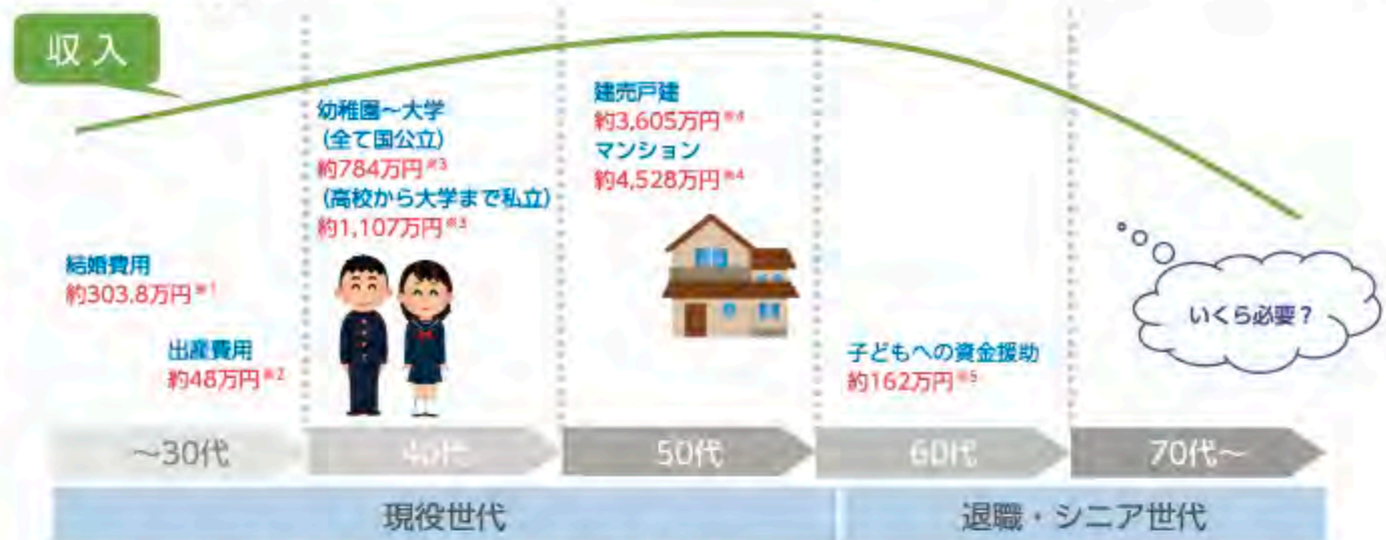 収入
幼稚園～大学
（全て国公立）
約784万円※3
（高校から大学まで私立）
約1,107万円※3
建売戸建
約3,605万円※4
マンション
約4,528万円※4
結婚費用
約303.8万円※1
出産費用
約48万円※2
子どもへの資金援助
約162万円※5
いくら必要？
～30代
40代
50代
60代
70代～
現役世代
退職・シニア世代